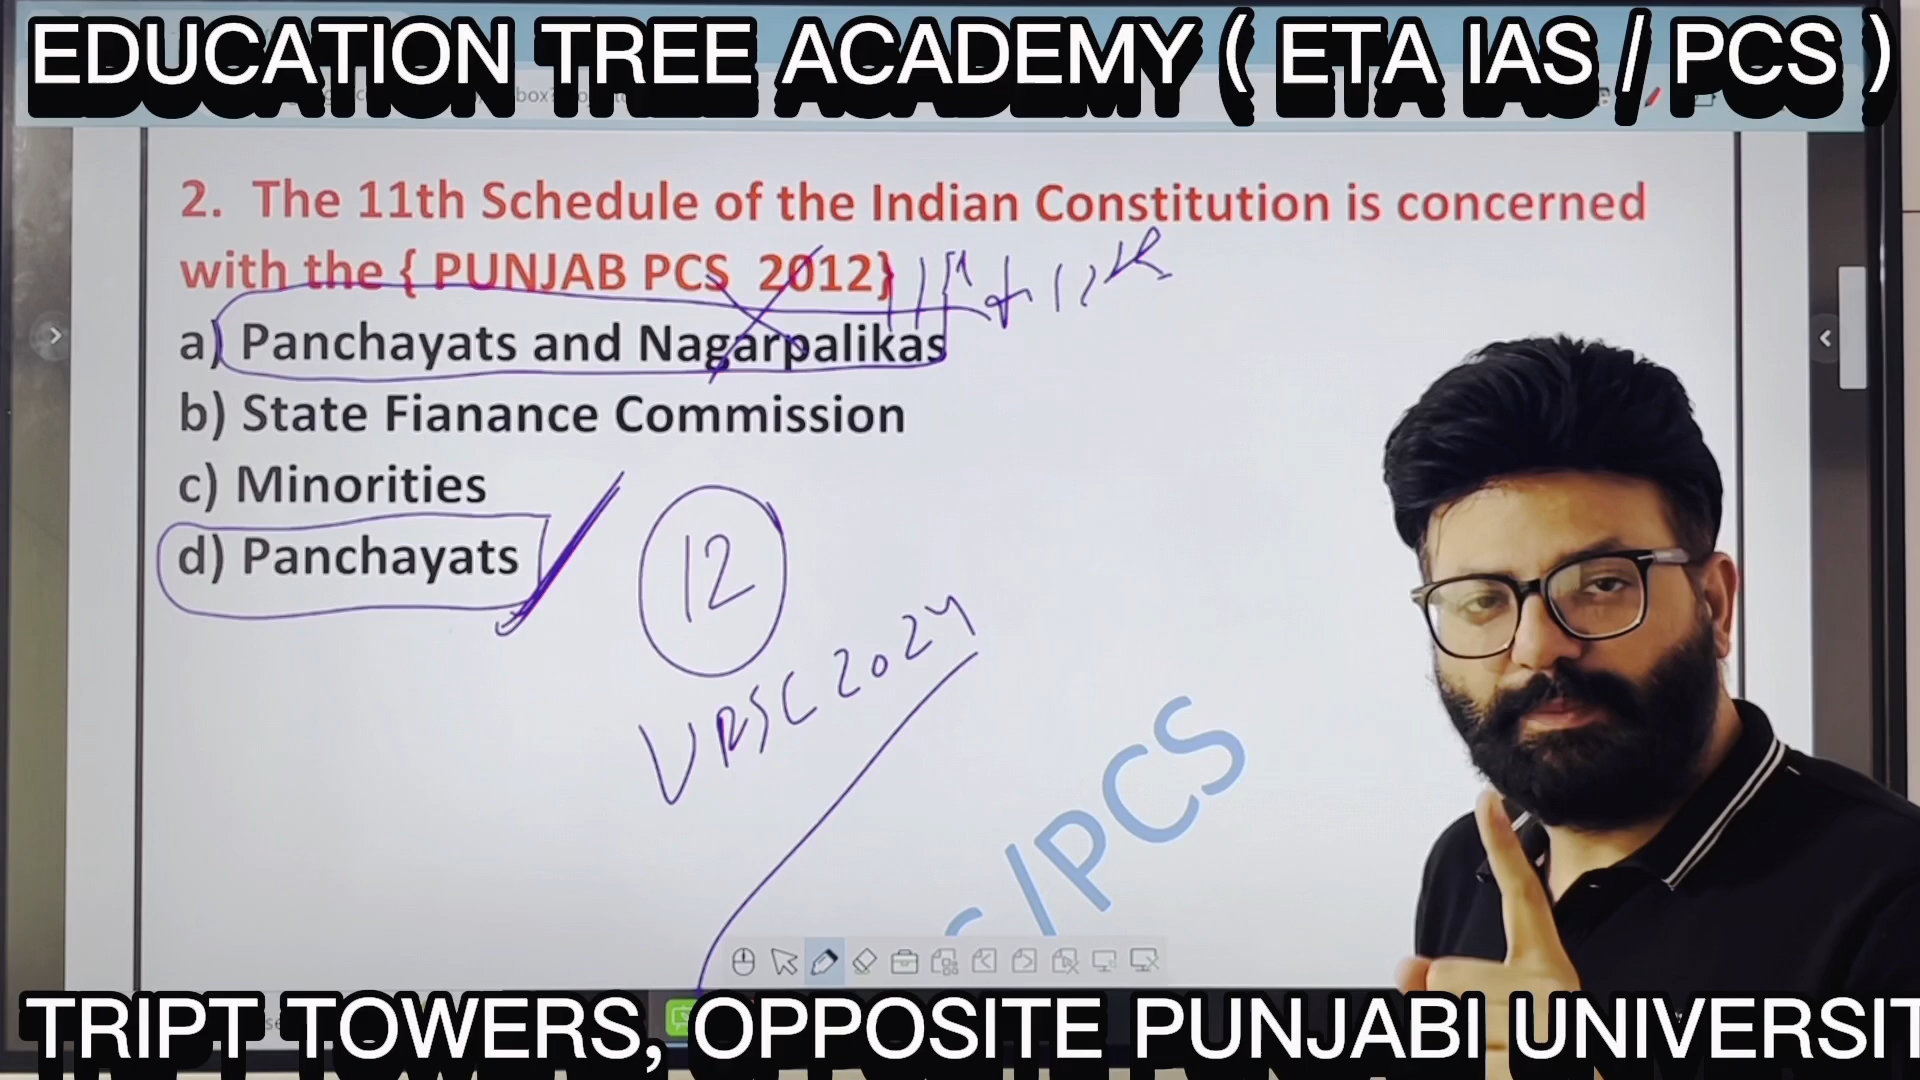 EDUCATION TREE ACADEMY ( ETA IAS / PCS )
2. The 11th Schedule of the Indian Constitution is concerned
with the { PUNJAB PCS 2012}
a) Panchayats and Nagarpalikas
b) State Fianance Commission
c) Minorities
d) Panchayats
12
UPSC 2024
/PCS
TRIPT TOWERS, OPPOSITE PUNJABI UNIVERSIT